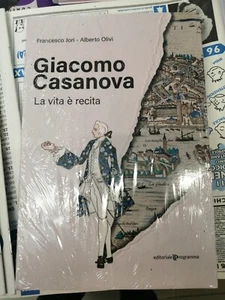 Francesco Jori - Alberto Olivi
Giacomo
Casanova
La vita è recita
editoriale programma
96